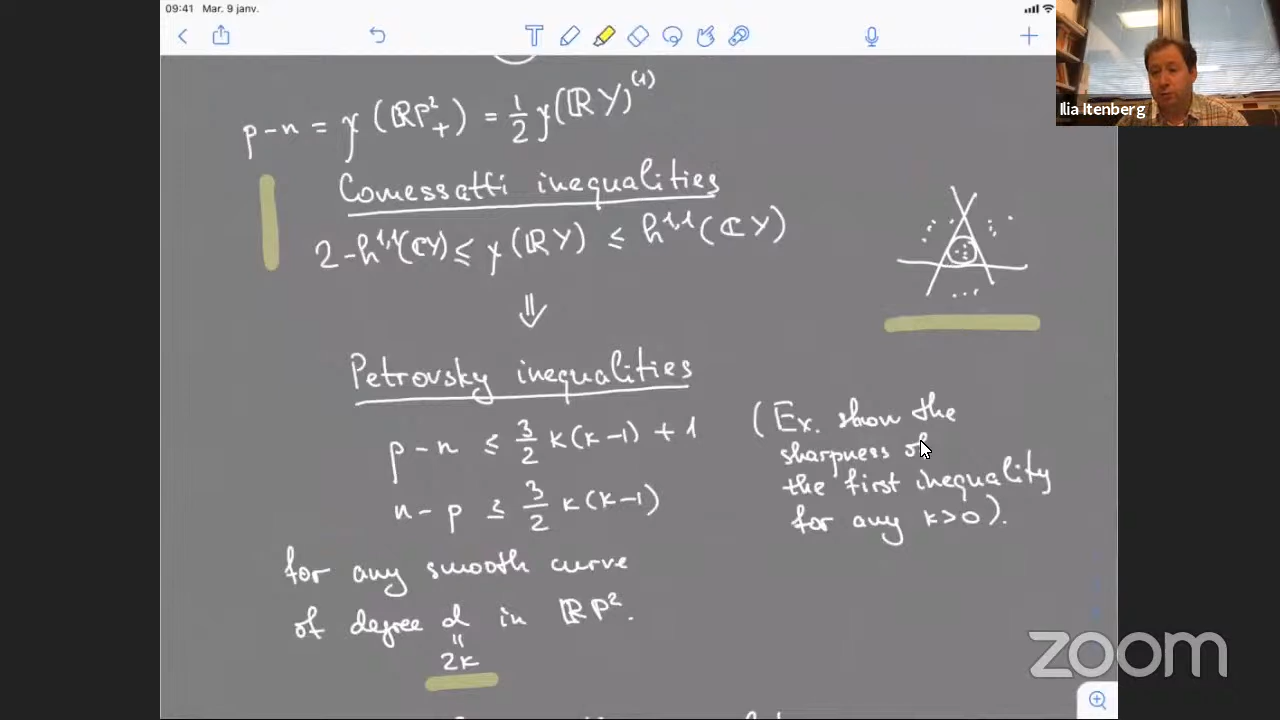 09:41 Mar. 9 janv.
Ilia Itenberg
p-n = χ(ℝP²₊) = ½ χ(ℝY)⁽¹⁾
Comessatti inequalities
2-h¹,¹(ℂY) ≤ χ(ℝY) ≤ h¹,¹(ℂY)
⇓
Petrovsky inequalities
p-n ≤ 3/2 k(k-1) + 1
n-p ≤ 3/2 k(k-1)
(Ex. show the
sharpness of
the first inequality
for any k>0).
for any smooth curve
of degree d in ℝP².
=
2k
zoom